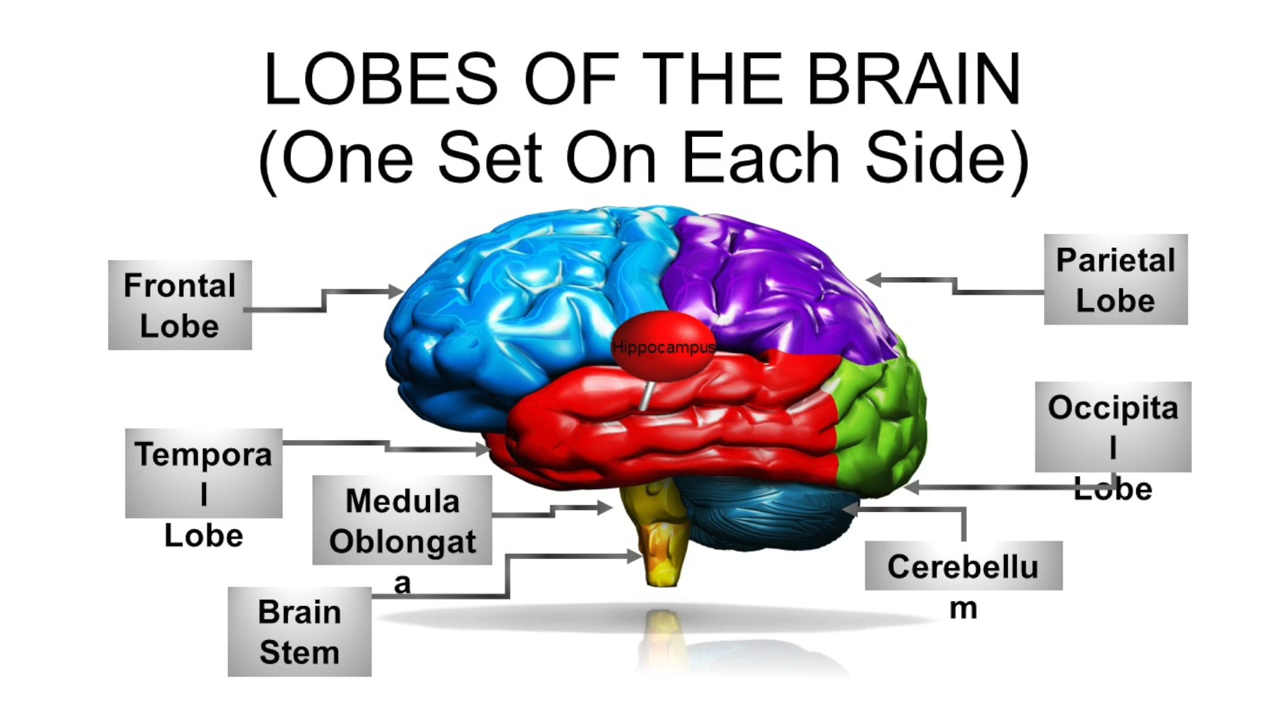 LOBES OF THE BRAIN
(One Set On Each Side)
Frontal
Lobe
Parietal
Lobe
Hippocampus
Occipita
l
Lobe
Tempora
l
Lobe
Medula
Oblongat
a
Cerebellu
m
Brain
Stem